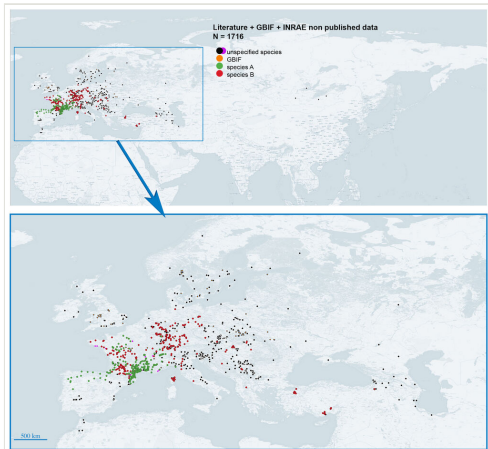 Literature + GBIF + INRAE non published data
N = 1716
unspecified species
GBIF
species A
species B
500 km